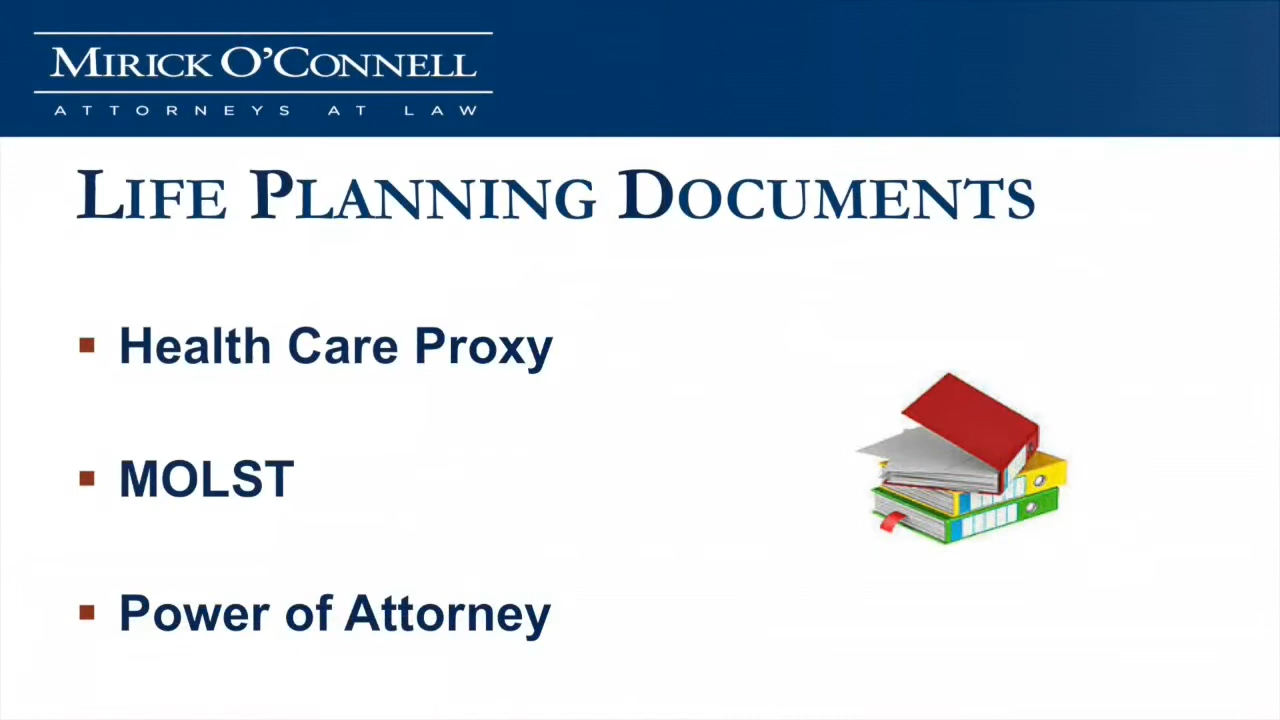 MIRICK O'CONNELL
ATTORNEYS AT LAW
LIFE PLANNING DOCUMENTS
▪ Health Care Proxy
▪ MOLST
▪ Power of Attorney